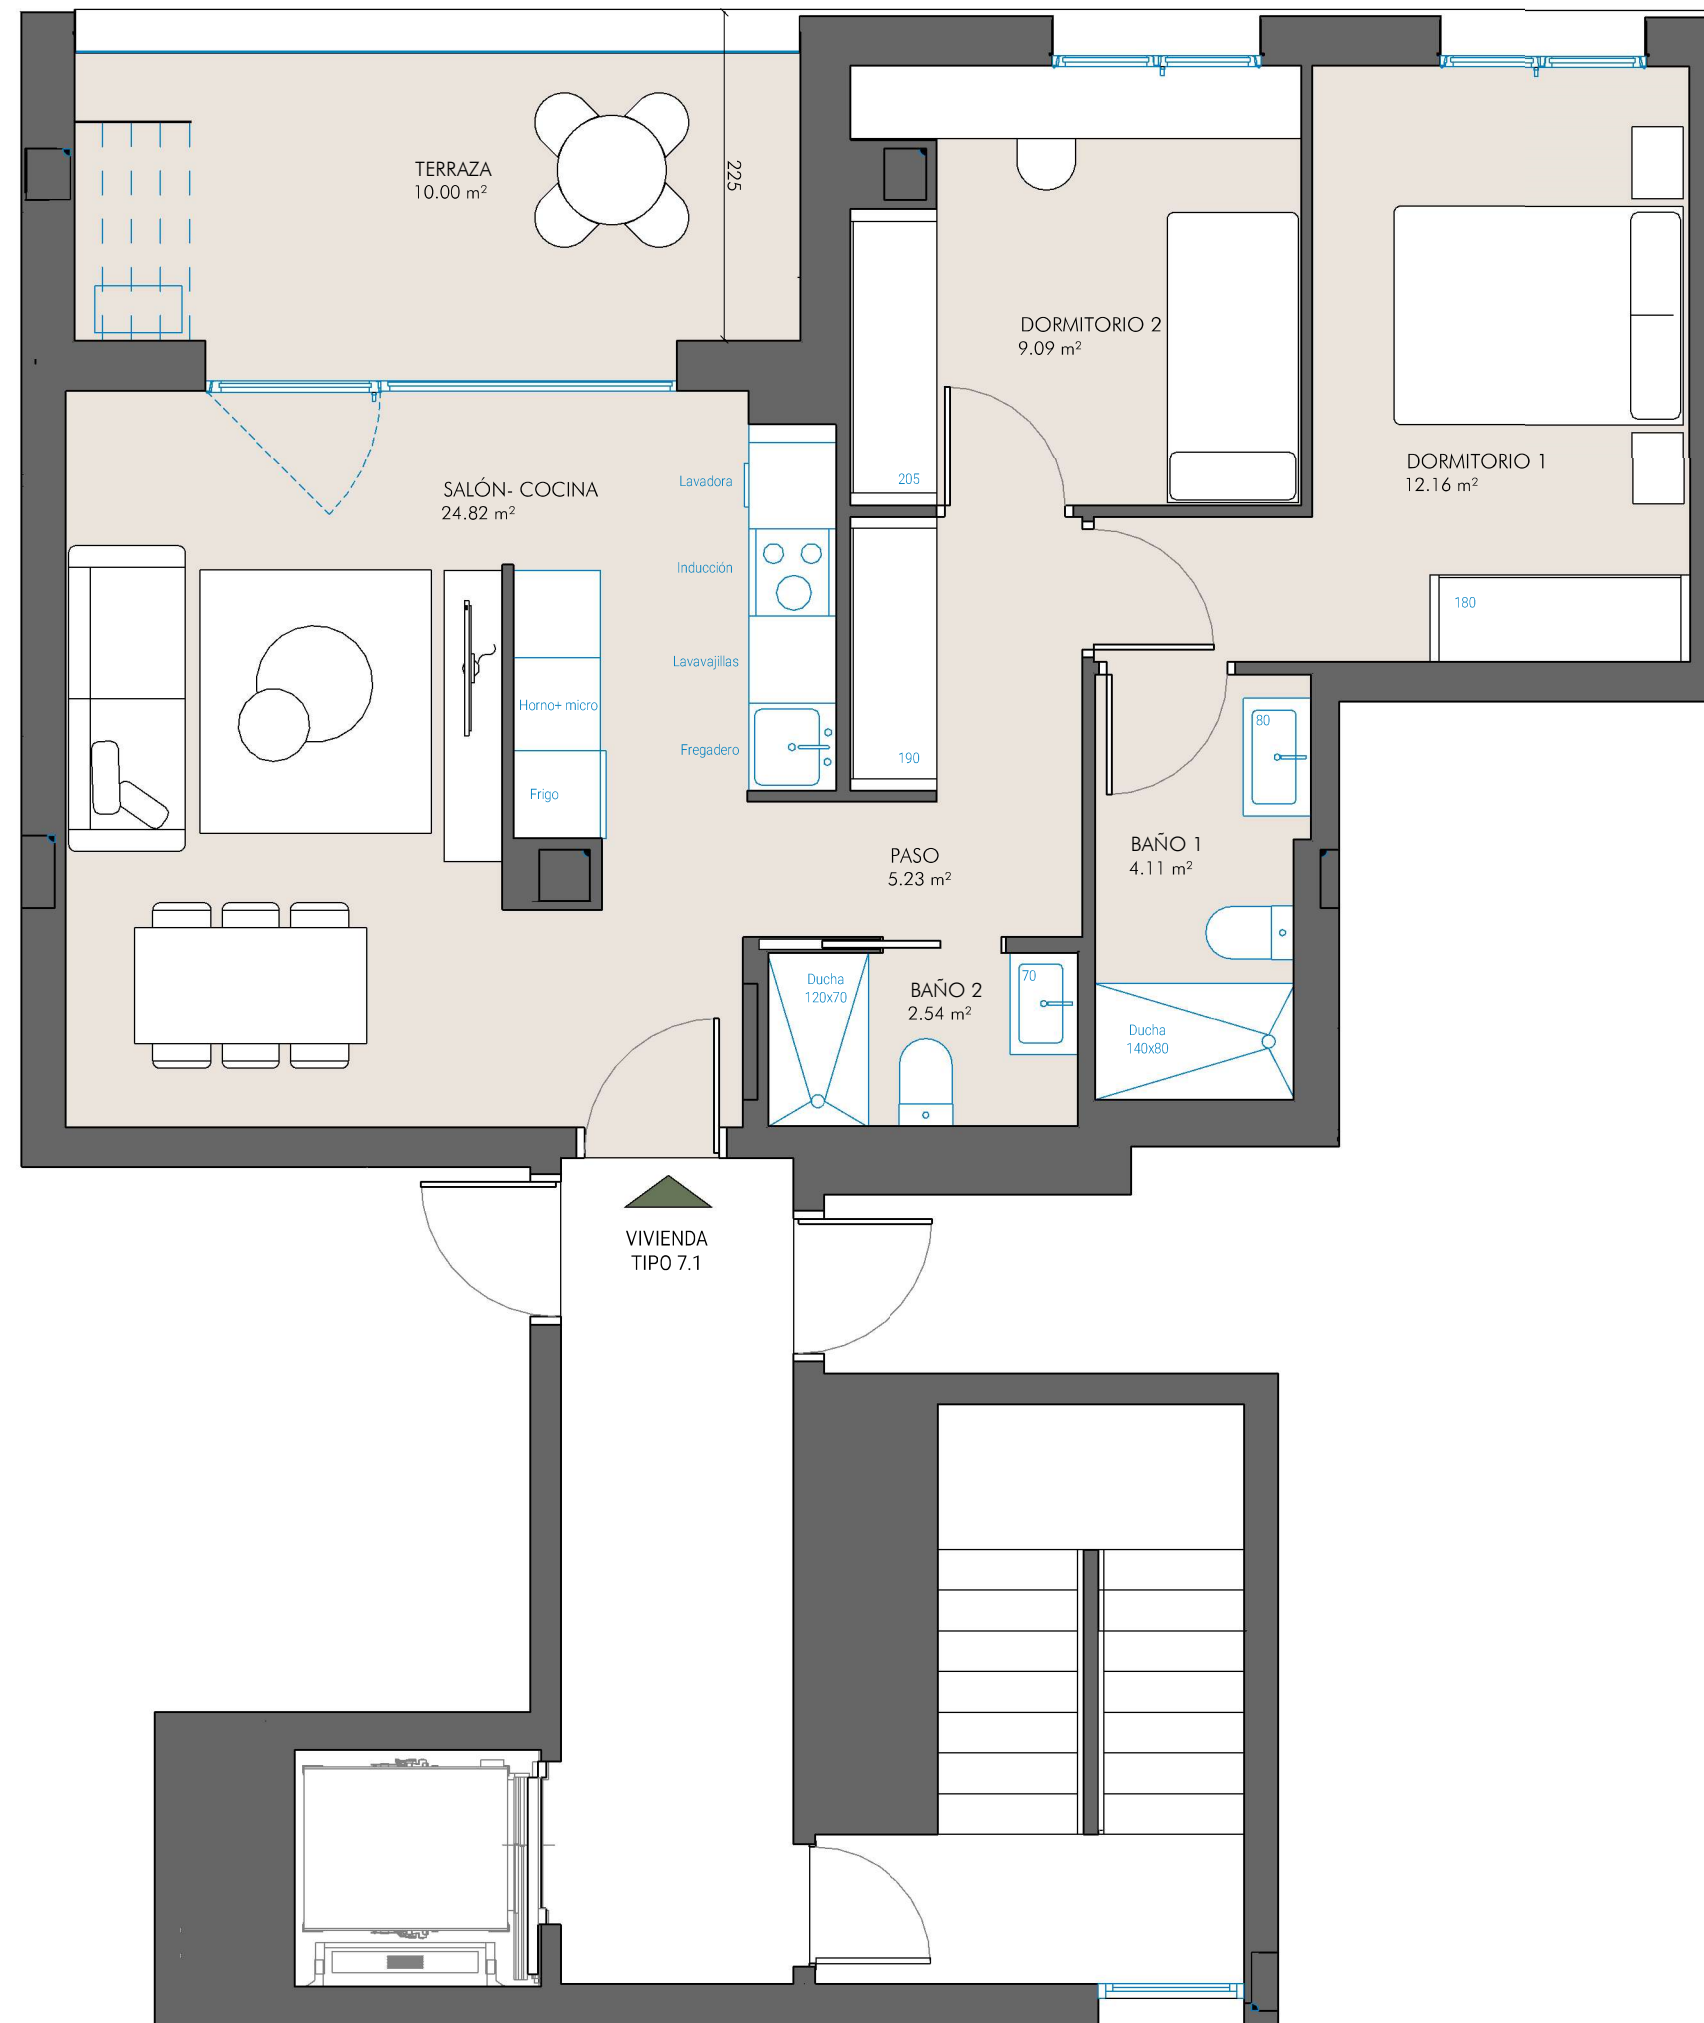 TERRAZA
10.00 m²
225
DORMITORIO 2
9.09 m²
DORMITORIO 1
12.16 m²
SALÓN- COCINA
24.82 m²
Lavadora
205
Inducción
180
Lavavajillas
Horno+ micro
80
Fregadero
190
Frigo
BAÑO 1
4.11 m²
PASO
5.23 m²
Ducha
120x70
BAÑO 2
2.54 m²
70
Ducha
140x80
VIVIENDA
TIPO 7.1